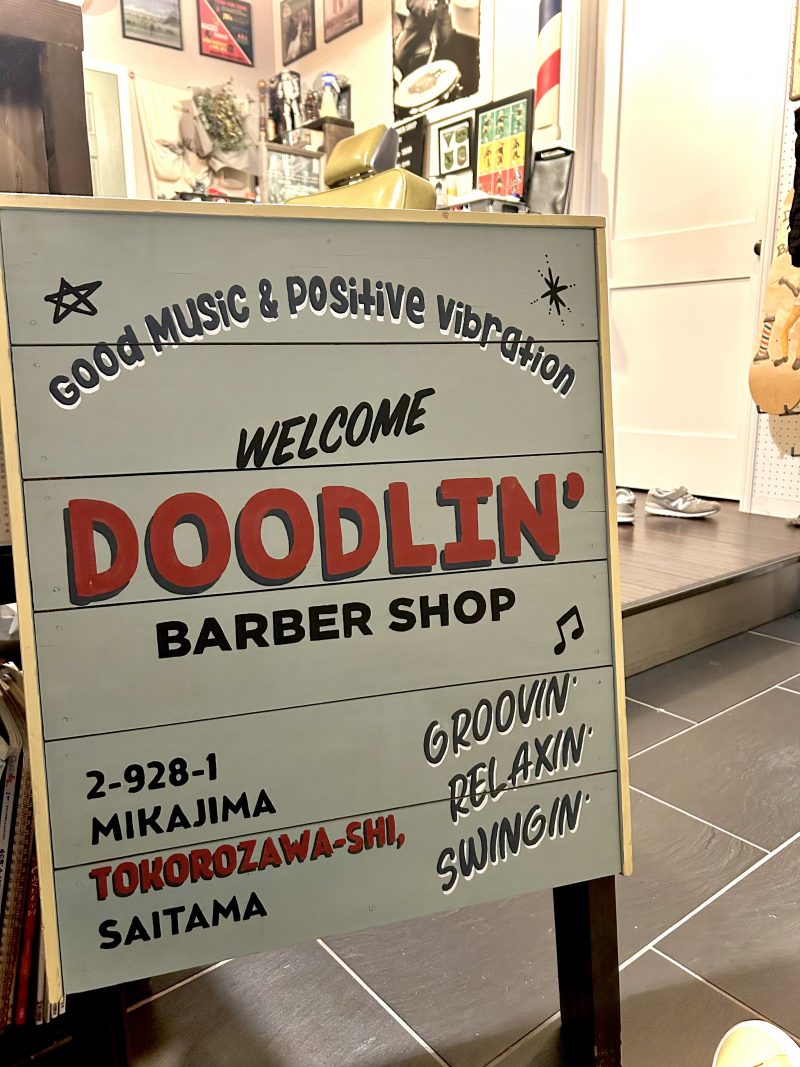 Good Music & Positive Vibration
WELCOME
DOODLIN'
BARBER SHOP
GROOVIN'
RELAXIN'
SWINGIN'
2-928-1
MIKAJIMA
TOKOROZAWA-SHI,
SAITAMA